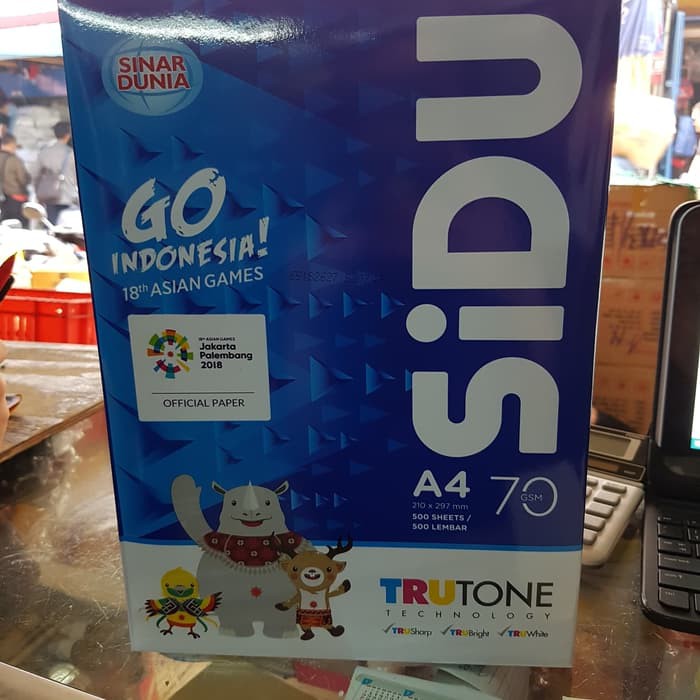 SINAR
DUNIA
SiDU
GO
INDONESIA!
18th ASIAN GAMES
18th ASIAN GAMES
Jakarta
Palembang
2018
OFFICIAL PAPER
A4
210 x 297 mm
500 SHEETS /
500 LEMBAR
70
GSM
TRUTONE
TECHNOLOGY
TRUSharp TRUBright TRUWhite